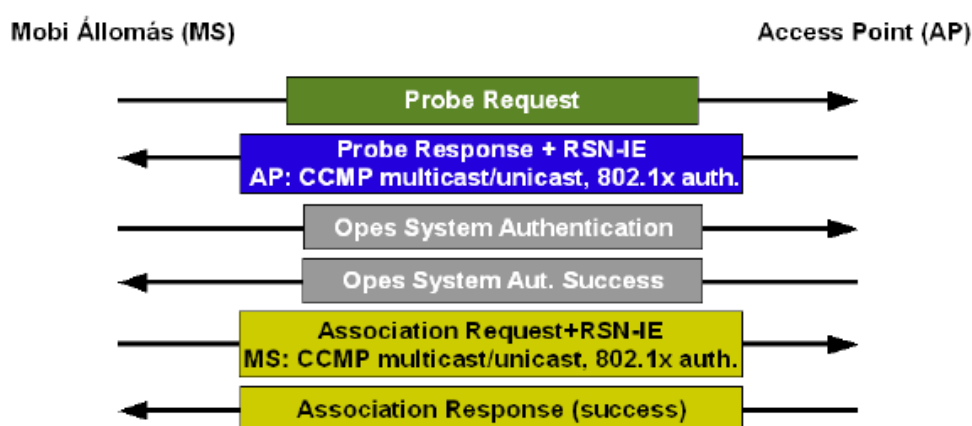 Mobi Állomás (MS)
Access Point (AP)
Probe Request
Probe Response + RSN-IE
AP: CCMP multicast/unicast, 802.1x auth.
Opes System Authentication
Opes System Aut. Success
Association Request+RSN-IE
MS: CCMP multicast/unicast, 802.1x auth.
Association Response (success)